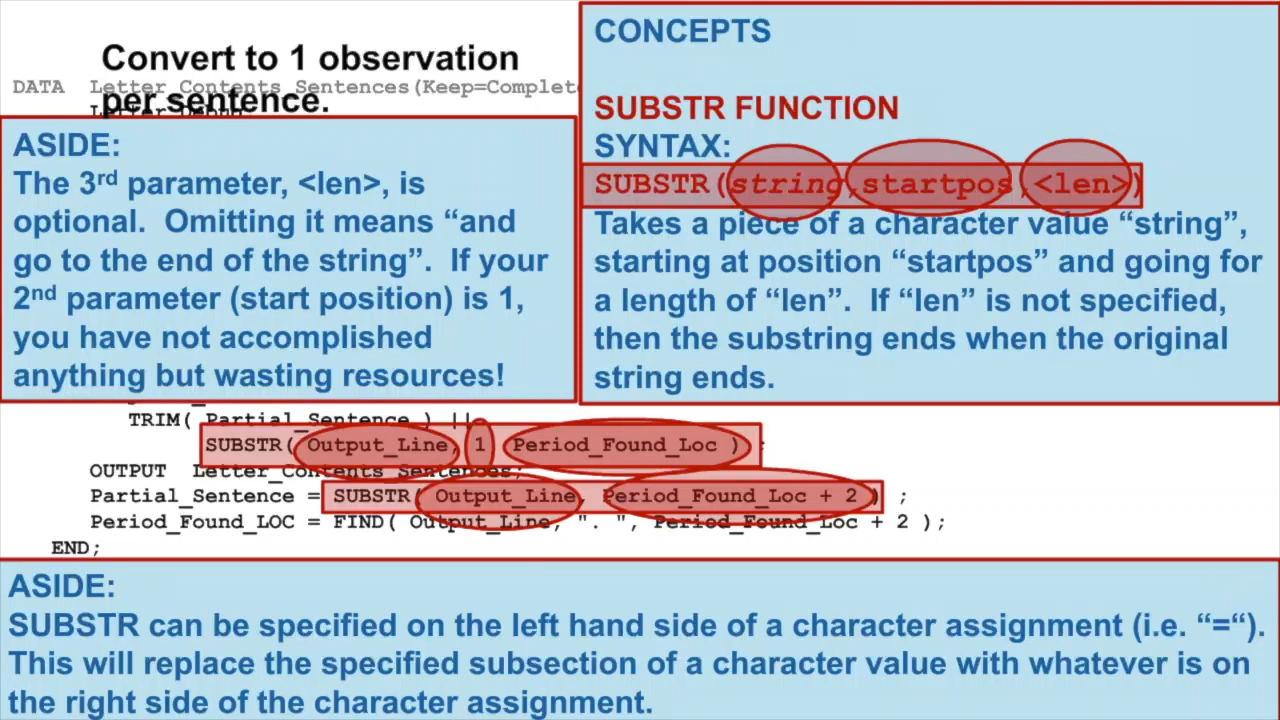 Convert to 1 observation
per sentence.
DATA Letter_Contents_Sentences(Keep=Complet
CONCEPTS
SUBSTR FUNCTION
SYNTAX:
SUBSTR(string,startpos,<len>)
Takes a piece of a character value “string”,
starting at position “startpos” and going for
a length of “len”. If “len” is not specified,
then the substring ends when the original
string ends.
ASIDE:
The 3rd parameter, <len>, is
optional. Omitting it means “and
go to the end of the string”. If your
2nd parameter (start position) is 1,
you have not accomplished
anything but wasting resources!
TRIM( Partial_Sentence ) ||
SUBSTR( Output_Line, 1 Period_Found_Loc ) ;
OUTPUT Letter_Contents_Sentences;
Partial_Sentence = SUBSTR( Output_Line, Period_Found_Loc + 2 ) ;
Period_Found_LOC = FIND( Output_Line, ". ", Period_Found_Loc + 2 );
END;
ASIDE:
SUBSTR can be specified on the left hand side of a character assignment (i.e. “=“).
This will replace the specified subsection of a character value with whatever is on
the right side of the character assignment.